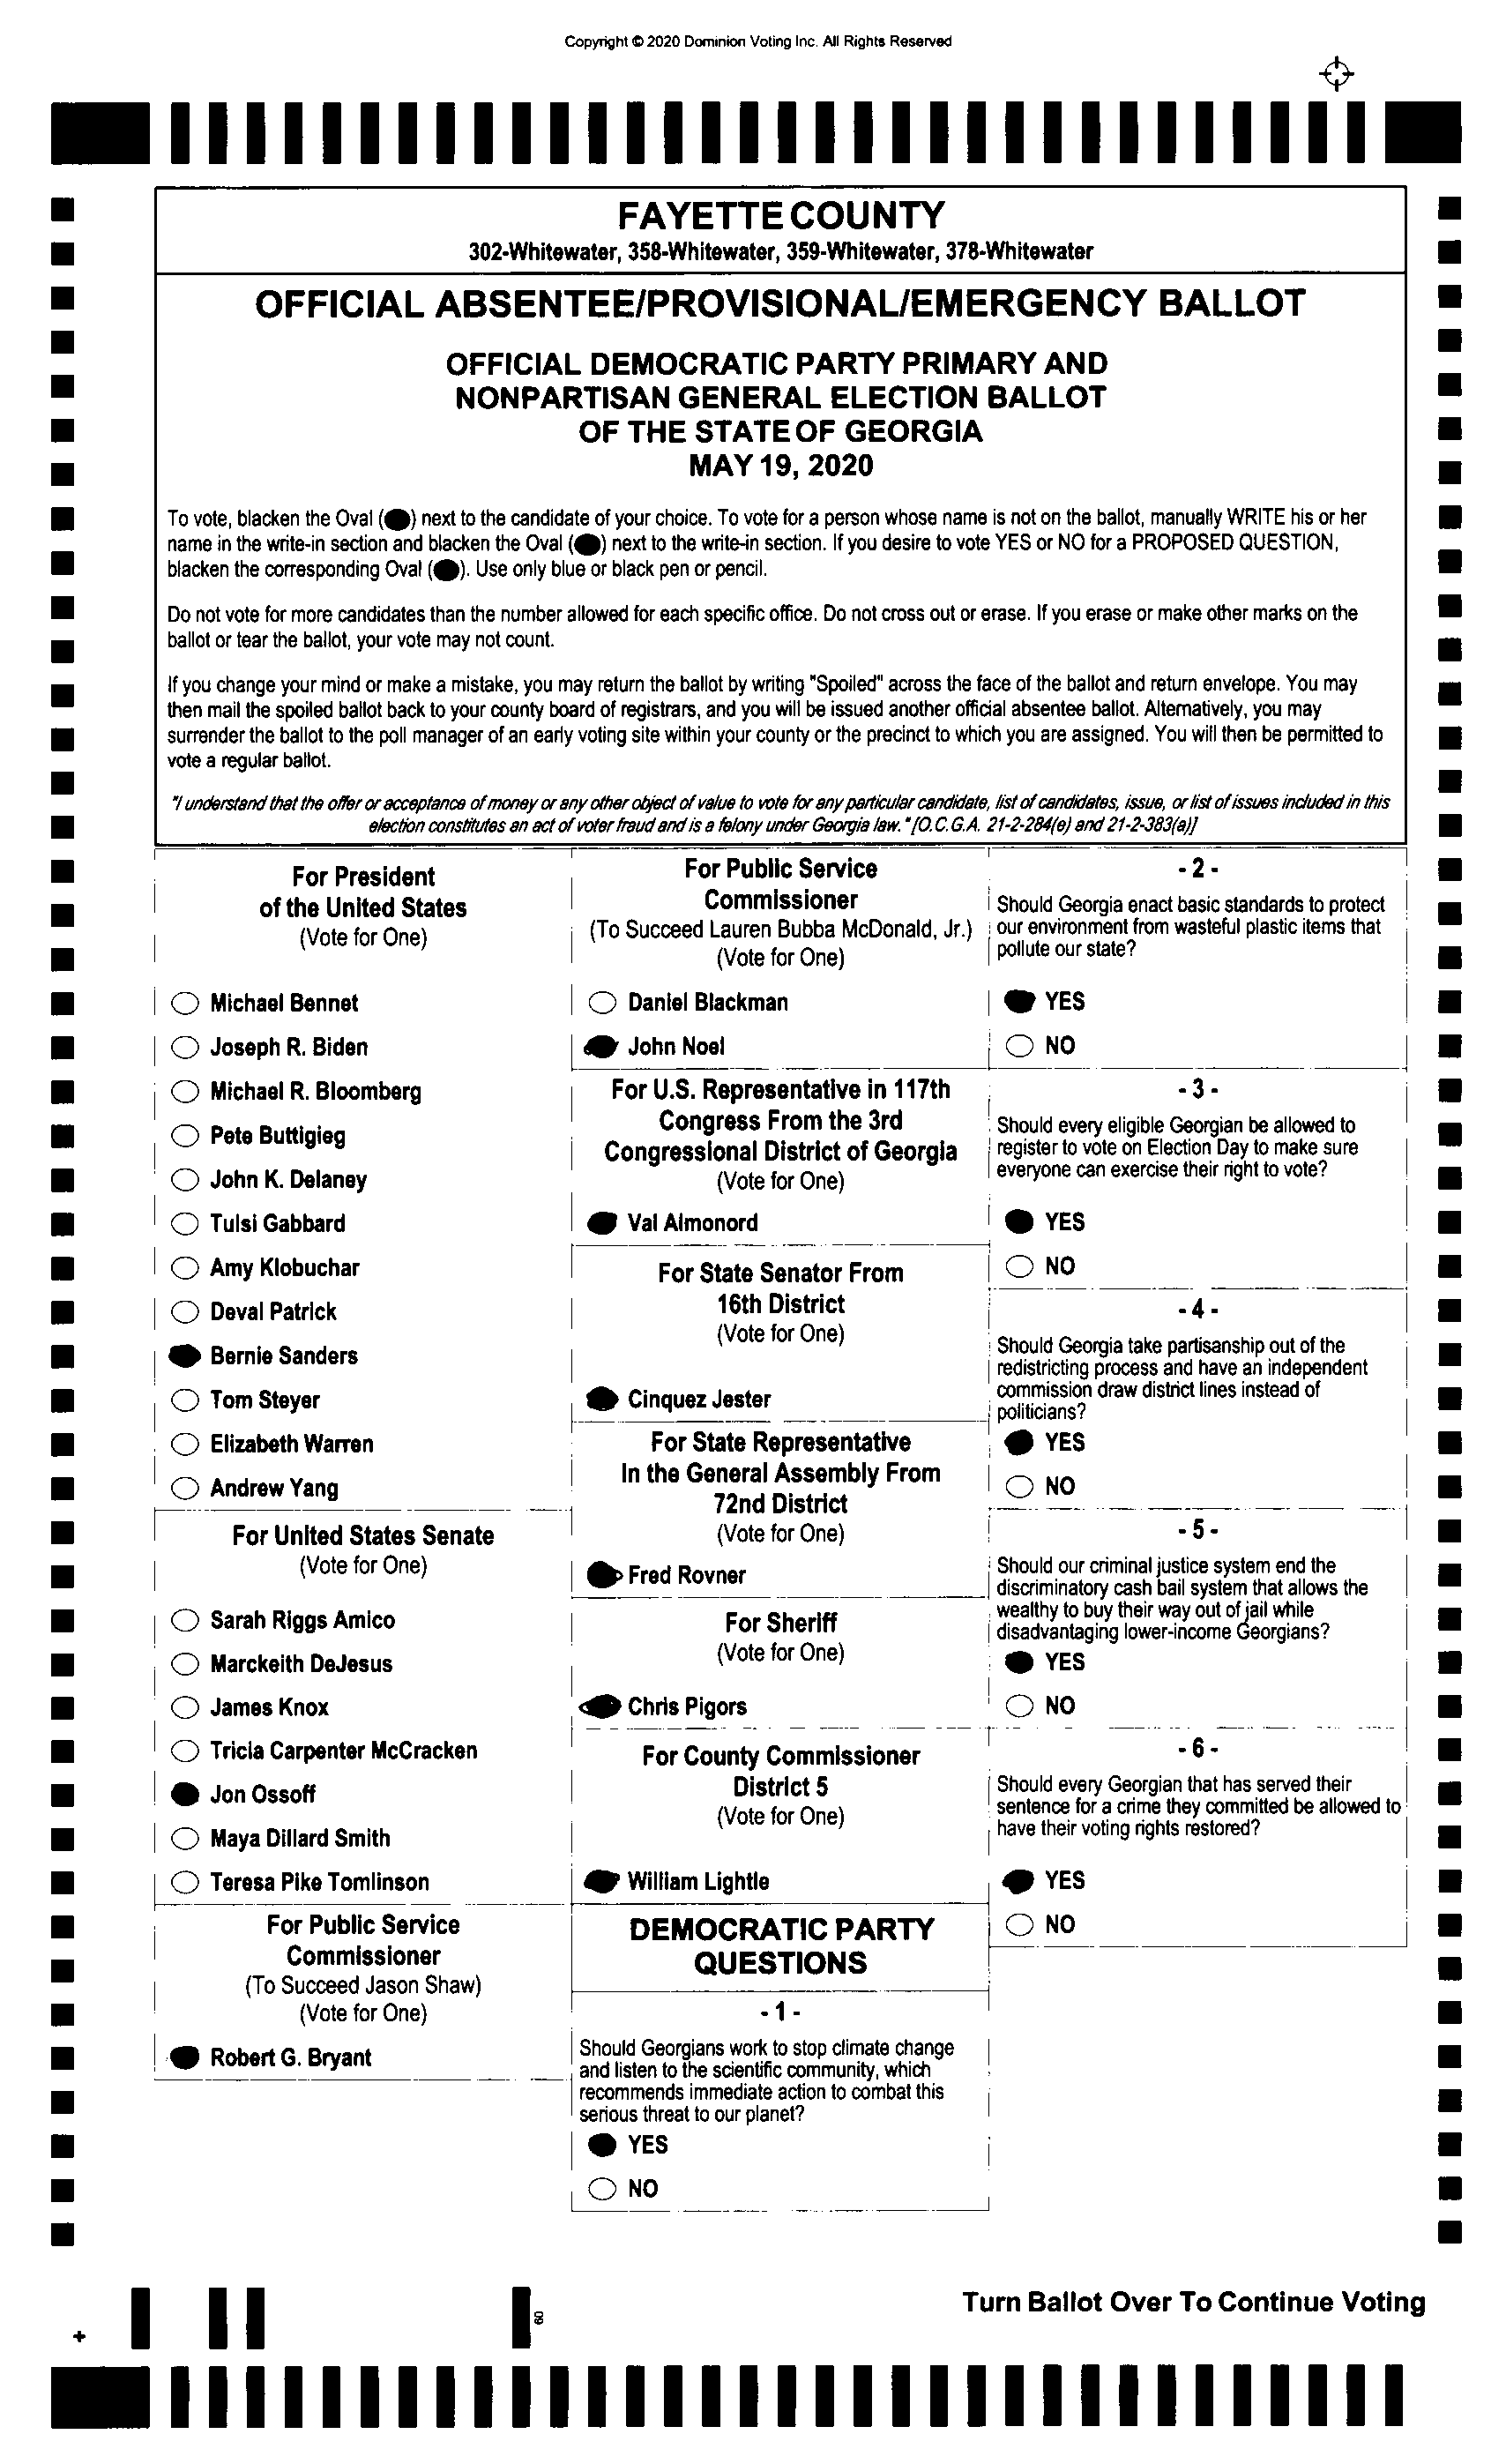 Copyright © 2020 Dominion Voting Inc. All Rights Reserved
FAYETTE COUNTY
302-Whitewater, 358-Whitewater, 359-Whitewater, 378-Whitewater
OFFICIAL ABSENTEE/PROVISIONAL/EMERGENCY BALLOT
OFFICIAL DEMOCRATIC PARTY PRIMARY AND
NONPARTISAN GENERAL ELECTION BALLOT
OF THE STATE OF GEORGIA
MAY 19, 2020
To vote, blacken the Oval ( ) next to the candidate of your choice. To vote for a person whose name is not on the ballot, manually WRITE his or her
name in the write-in section and blacken the Oval ( ) next to the write-in section. If you desire to vote YES or NO for a PROPOSED QUESTION,
blacken the corresponding Oval ( ). Use only blue or black pen or pencil.
Do not vote for more candidates than the number allowed for each specific office. Do not cross out or erase. If you erase or make other marks on the
ballot or tear the ballot, your vote may not count.
If you change your mind or make a mistake, you may return the ballot by writing "Spoiled" across the face of the ballot and return envelope. You may
then mail the spoiled ballot back to your county board of registrars, and you will be issued another official absentee ballot. Alternatively, you may
surrender the ballot to the poll manager of an early voting site within your county or the precinct to which you are assigned. You will then be permitted to
vote a regular ballot.
"I understand that the offer or acceptance of money or any other object of value to vote for any particular candidate, list of candidates, issue, or list of issues included in this
election constitutes an act of voter fraud and is a felony under Georgia law." [O.C.G.A. 21-2-284(e) and 21-2-383(a)]
For President
of the United States
(Vote for One)
Michael Bennet
Joseph R. Biden
Michael R. Bloomberg
Pete Buttigieg
John K. Delaney
Tulsi Gabbard
Amy Klobuchar
Deval Patrick
Bernie Sanders
Tom Steyer
Elizabeth Warren
Andrew Yang
For United States Senate
(Vote for One)
Sarah Riggs Amico
Marckeith DeJesus
James Knox
Tricia Carpenter McCracken
Jon Ossoff
Maya Dillard Smith
Teresa Pike Tomlinson
For Public Service
Commissioner
(To Succeed Jason Shaw)
(Vote for One)
Robert G. Bryant
For Public Service
Commissioner
(To Succeed Lauren Bubba McDonald, Jr.)
(Vote for One)
Daniel Blackman
John Noel
For U.S. Representative in 117th
Congress From the 3rd
Congressional District of Georgia
(Vote for One)
Val Almonord
For State Senator From
16th District
(Vote for One)
Cinquez Jester
For State Representative
In the General Assembly From
72nd District
(Vote for One)
Fred Rovner
For Sheriff
(Vote for One)
Chris Pigors
For County Commissioner
District 5
(Vote for One)
William Lightle
DEMOCRATIC PARTY
QUESTIONS
- 1 -
Should Georgians work to stop climate change
and listen to the scientific community, which
recommends immediate action to combat this
serious threat to our planet?
YES
NO
- 2 -
Should Georgia enact basic standards to protect
our environment from wasteful plastic items that
pollute our state?
YES
NO
- 3 -
Should every eligible Georgian be allowed to
register to vote on Election Day to make sure
everyone can exercise their right to vote?
YES
NO
- 4 -
Should Georgia take partisanship out of the
redistricting process and have an independent
commission draw district lines instead of
politicians?
YES
NO
- 5 -
Should our criminal justice system end the
discriminatory cash bail system that allows the
wealthy to buy their way out of jail while
disadvantaging lower-income Georgians?
YES
NO
- 6 -
Should every Georgian that has served their
sentence for a crime they committed be allowed to
have their voting rights restored?
YES
NO
Turn Ballot Over To Continue Voting
60